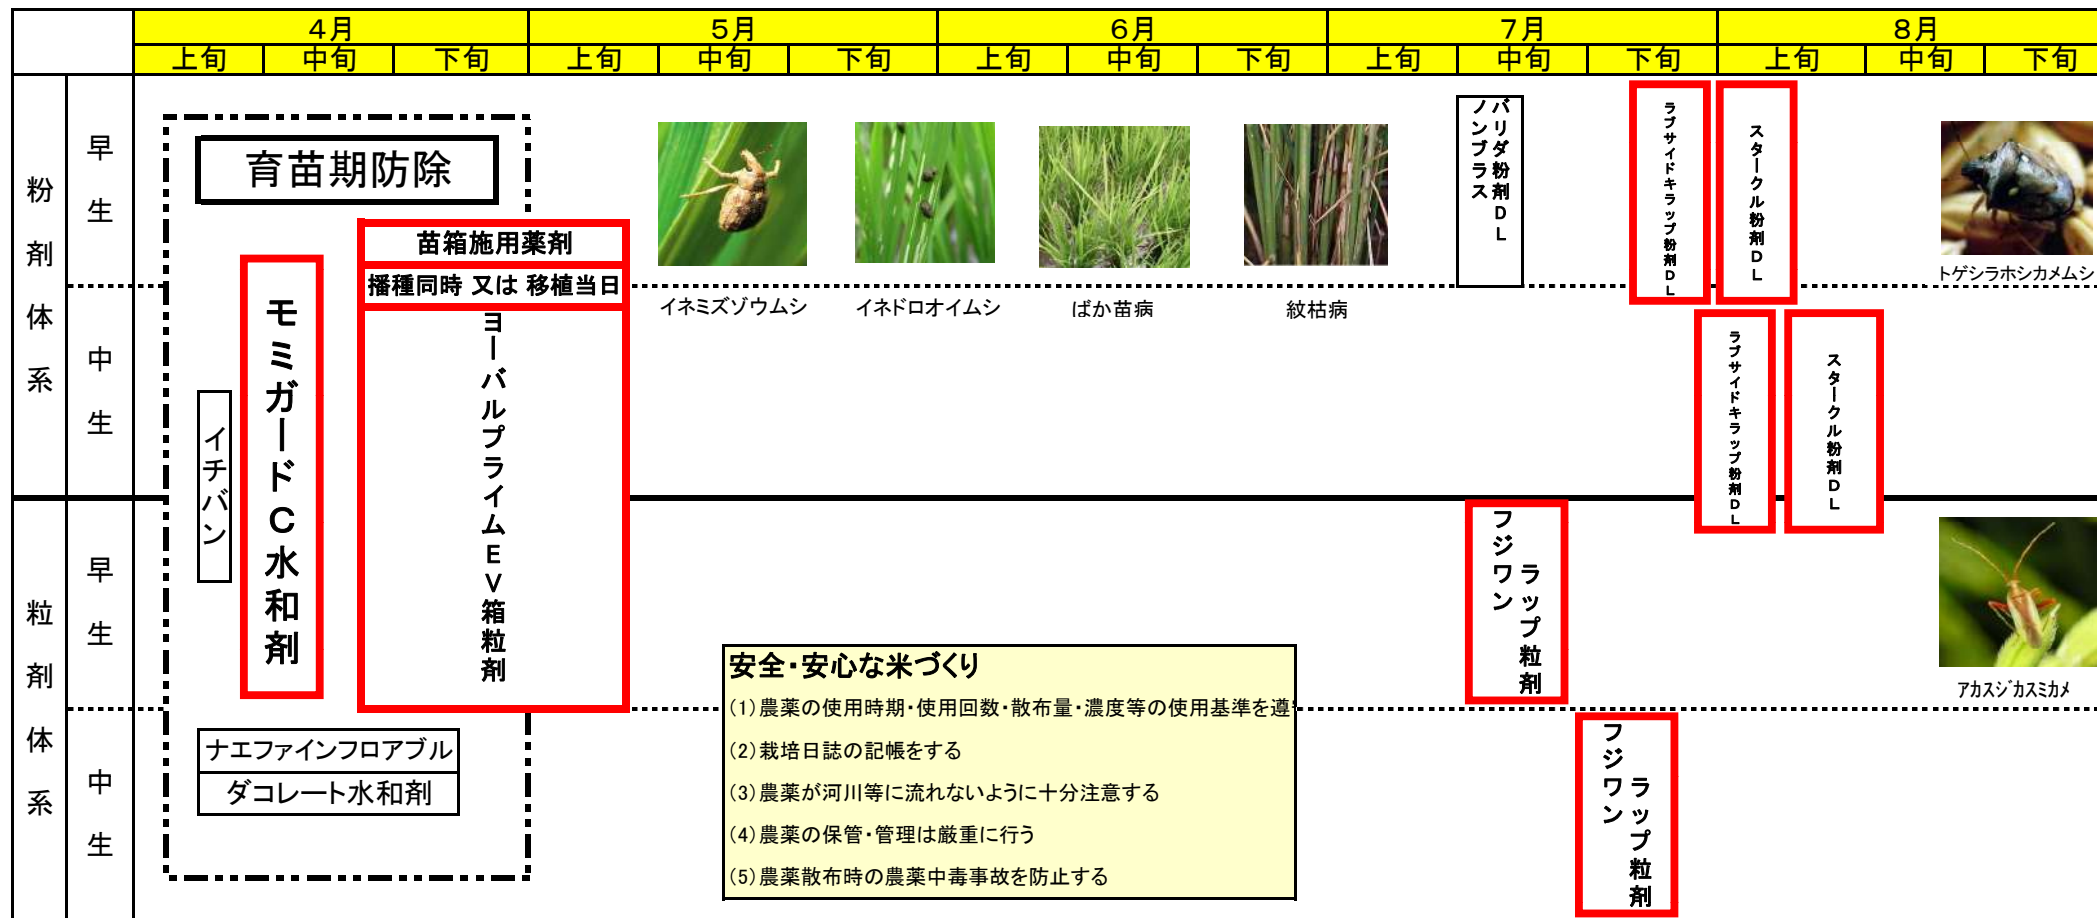 4月
5月
6月
7月
8月
上旬
中旬
下旬
上旬
中旬
下旬
上旬
中旬
下旬
上旬
中旬
下旬
上旬
中旬
下旬
粉剤体系
早生
中生
粒剤体系
早生
中生
育苗期防除
苗箱施用薬剤
播種同時 又は 移植当日
ヨーバルプライムEV箱粒剤
モミガードC水和剤
イチバン
ナエファインフロアブル
ダコレート水和剤
イネミズゾウムシ
イネドロオイムシ
ばか苗病
紋枯病
バリダ粉剤DL
ノンブラス
ラブサイドキラップ粉剤DL
スタークル粉剤DL
トゲシラホシカメムシ
ラブサイドキラップ粉剤DL
スタークル粉剤DL
フジワン
ラップ粒剤
アカスジカスミカメ
フジワン
ラップ粒剤
安全・安心な米づくり
(1)農薬の使用時期・使用回数・散布量・濃度等の使用基準を遵
(2)栽培日誌の記帳をする
(3)農薬が河川等に流れないように十分注意する
(4)農薬の保管・管理は厳重に行う
(5)農薬散布時の農薬中毒事故を防止する